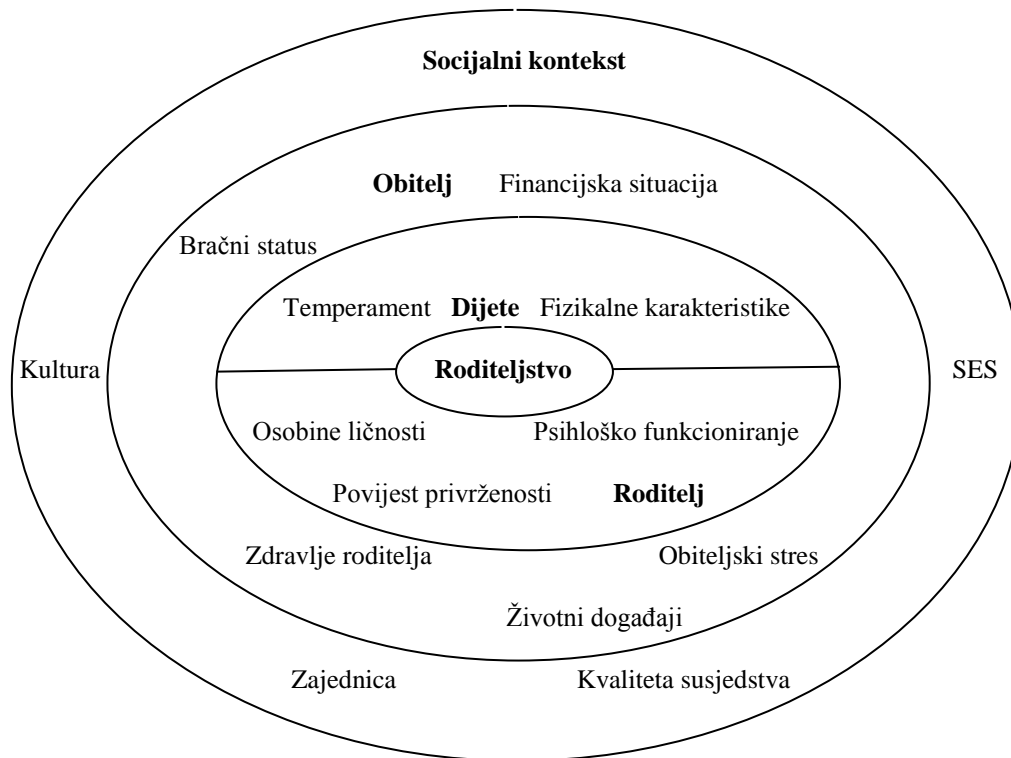 Socijalni kontekst
Obitelj Financijska situacija
Bračni status
Temperament Dijete Fizikalne karakteristike
Kultura Roditeljstvo SES
Osobine ličnosti Psihloško funkcioniranje
Povijest privrženosti Roditelj
Zdravlje roditelja Obiteljski stres
Životni događaji
Zajednica Kvaliteta susjedstva